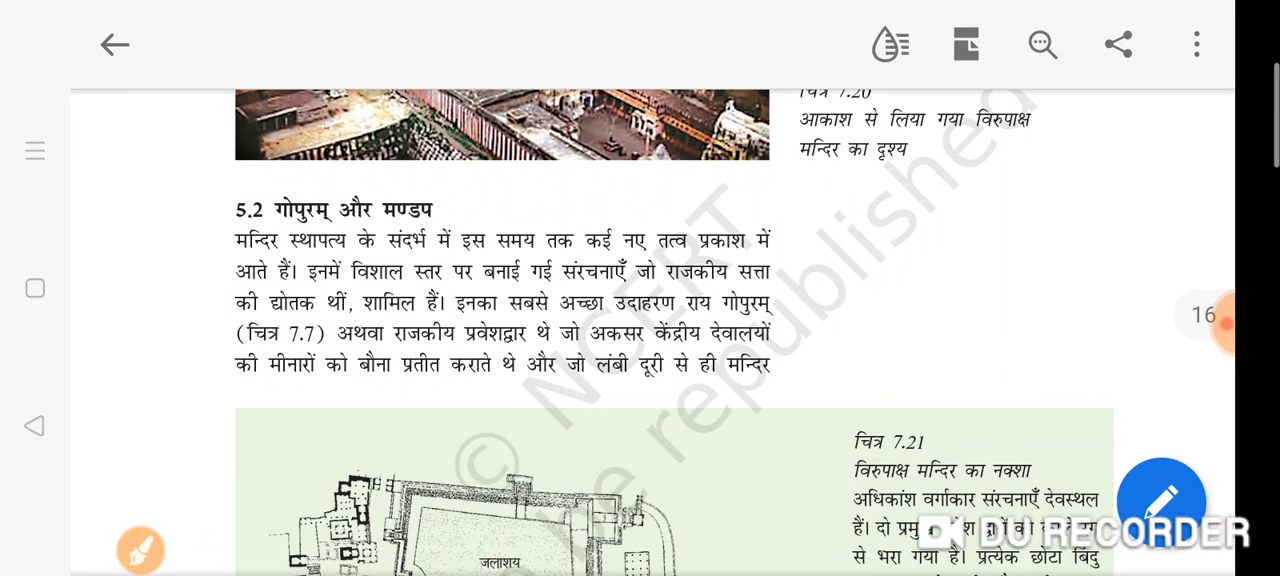 चित्र 7.20
आकाश से लिया गया विरुपाक्ष
मन्दिर का दृश्य
5.2 गोपुरम् और मण्डप
मन्दिर स्थापत्य के संदर्भ में इस समय तक कई नए तत्व प्रकाश में
आते हैं। इनमें विशाल स्तर पर बनाई गई संरचनाएँ जो राजकीय सत्ता
की द्योतक थीं, शामिल हैं। इनका सबसे अच्छा उदाहरण राय गोपुरम्
(चित्र 7.7) अथवा राजकीय प्रवेशद्वार थे जो अकसर केंद्रीय देवालयों
की मीनारों को बौना प्रतीत कराते थे और जो लंबी दूरी से ही मन्दिर
16
© NCERT
be republished
चित्र 7.21
विरुपाक्ष मन्दिर का नक्शा
अधिकांश वर्गाकार संरचनाएँ देवस्थल
हैं। दो प्रमुख
से भरा गया है। प्रत्येक छोटा बिंदु
जलाशय
DU RECORDER